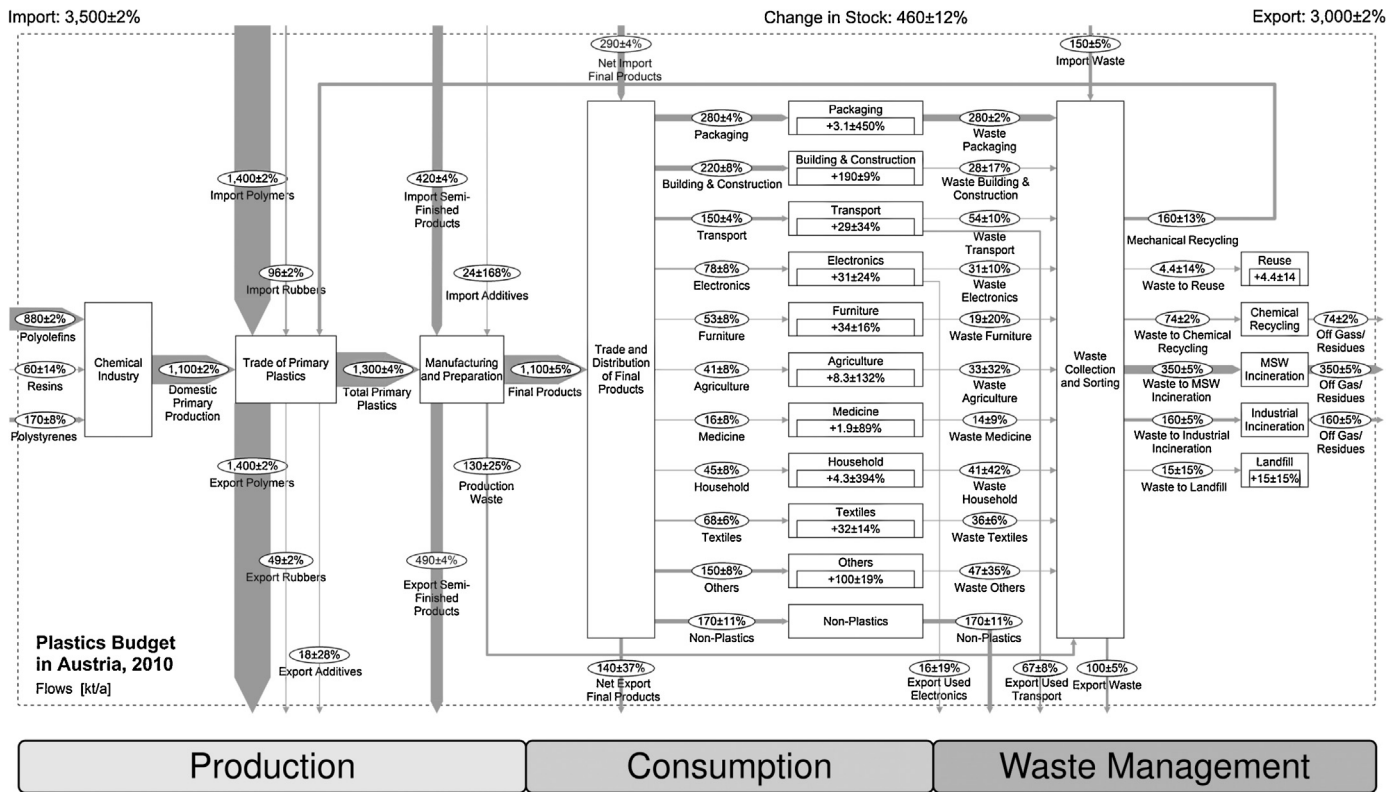 Import: 3,500±2%
Change in Stock: 460±12%
Export: 3,000±2%
290±4%
Net Import
Final Products
150±5%
Import Waste
1,400±2%
Import Polymers
96±2%
Import Rubbers
420±4%
Import Semi-
Finished
Products
24±168%
Import Additives
880±2%
Polyolefins
60±14%
Resins
170±8%
Polystyrenes
Chemical
Industry
1,100±2%
Domestic
Primary
Production
Trade of Primary
Plastics
1,300±4%
Total Primary
Plastics
Manufacturing
and Preparation
1,100±5%
Final Products
1,400±2%
Export Polymers
49±2%
Export Rubbers
18±28%
Export Additives
130±25%
Production
Waste
490±4%
Export Semi-
Finished
Products
Trade and
Distribution
of Final
Products
280±4%
Packaging
Packaging
+3.1±450%
280±2%
Waste
Packaging
220±8%
Building & Construction
Building & Construction
+190±9%
28±17%
Waste Building &
Construction
150±4%
Transport
Transport
+29±34%
54±10%
Waste
Transport
78±8%
Electronics
Electronics
+31±24%
31±10%
Waste
Electronics
53±8%
Furniture
Furniture
+34±16%
19±20%
Waste Furniture
41±8%
Agriculture
Agriculture
+8.3±132%
33±32%
Waste
Agriculture
16±8%
Medicine
Medicine
+1.9±89%
14±9%
Waste Medicine
45±8%
Household
Household
+4.3±394%
41±42%
Waste
Household
68±6%
Textiles
Textiles
+32±14%
36±6%
Waste Textiles
150±8%
Others
Others
+100±19%
47±35%
Waste Others
170±11%
Non-Plastics
Non-Plastics
170±11%
Non-Plastics
140±37%
Net Export
Final Products
16±19%
Export Used
Electronics
67±8%
Export Used
Transport
100±5%
Export Waste
Waste
Collection
and Sorting
160±13%
Mechanical Recycling
4.4±14%
Waste to Reuse
Reuse
+4.4±14
74±2%
Waste to Chemical
Recycling
Chemical
Recycling
74±2%
Off Gass/
Residues
350±5%
Waste to MSW
Incineration
MSW
Incineration
350±5%
Off Gas/
Residues
160±5%
Waste to Industrial
Incineration
Industrial
Incineration
160±5%
Off Gas/
Residues
15±15%
Waste to Landfill
Landfill
+15±15%
Plastics Budget
in Austria, 2010
Flows [kt/a]
Production
Consumption
Waste Management